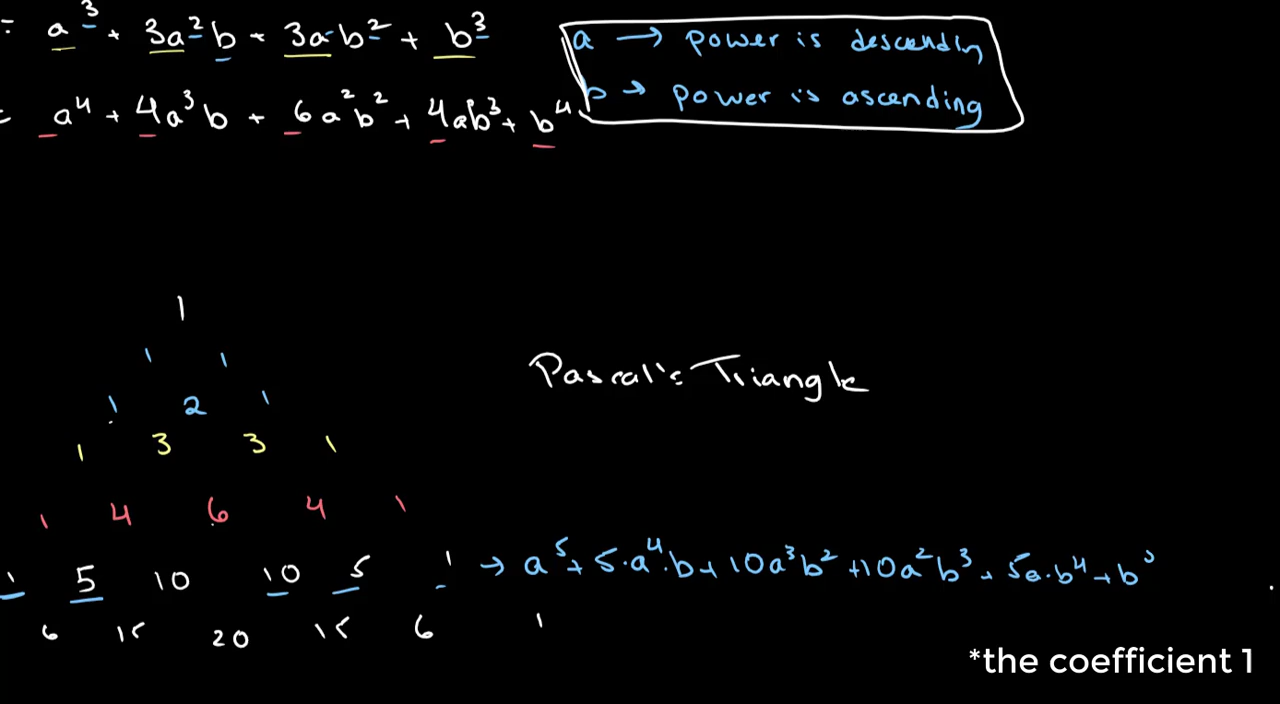 = a³ + 3a²b + 3ab² + b³
a → power is descendin
= a⁴ + 4a³b + 6a²b² + 4ab³ + b⁴
b → power is ascending
1
1 1
1 2 1
Pascal's Triangle
1 3 3 1
1 4 6 4 1
1 5 10 10 5 1 → a⁵ + 5·a⁴·b + 10a³b² + 10a²b³ + 5a·b⁴ + b⁵
6 15 20 15 6 1
*the coefficient 1